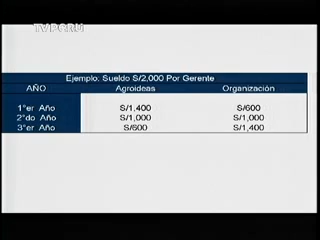 TVPERU
Ejemplo: Sueldo S/2,000 Por Gerente
AÑO Agroideas Organización
1°er Año S/1,400 S/600
2°do Año S/1,000 S/1,000
3°er Año S/600 S/1,400